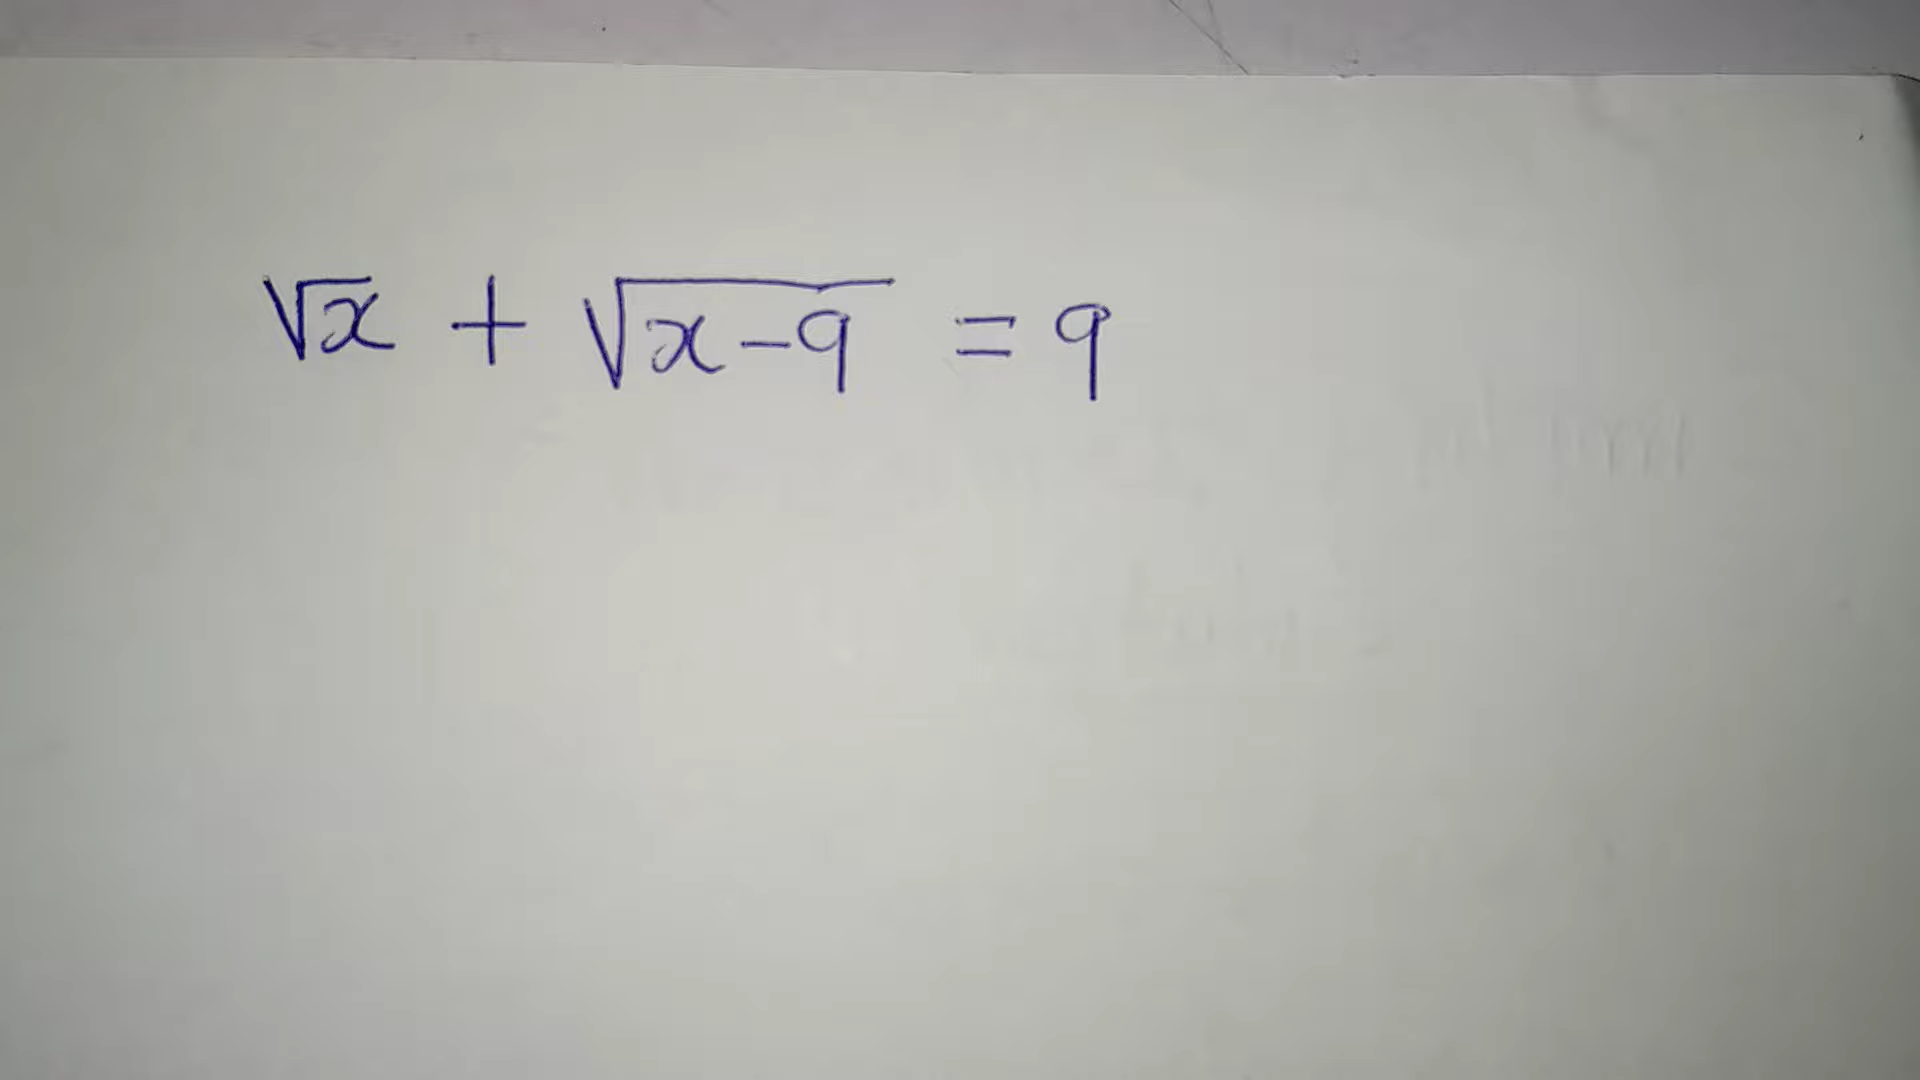 √x + √(x-9) = 9